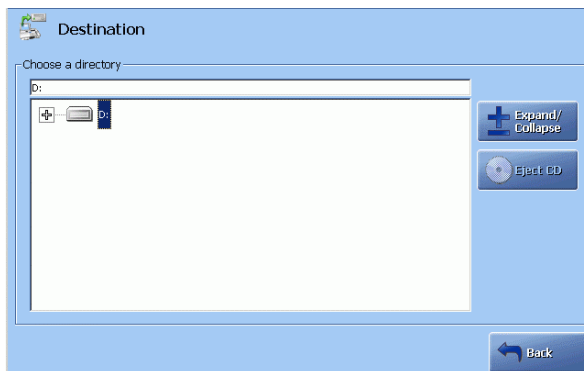 Destination
Choose a directory
D:
D:
Expand/
Collapse
Eject CD
Back